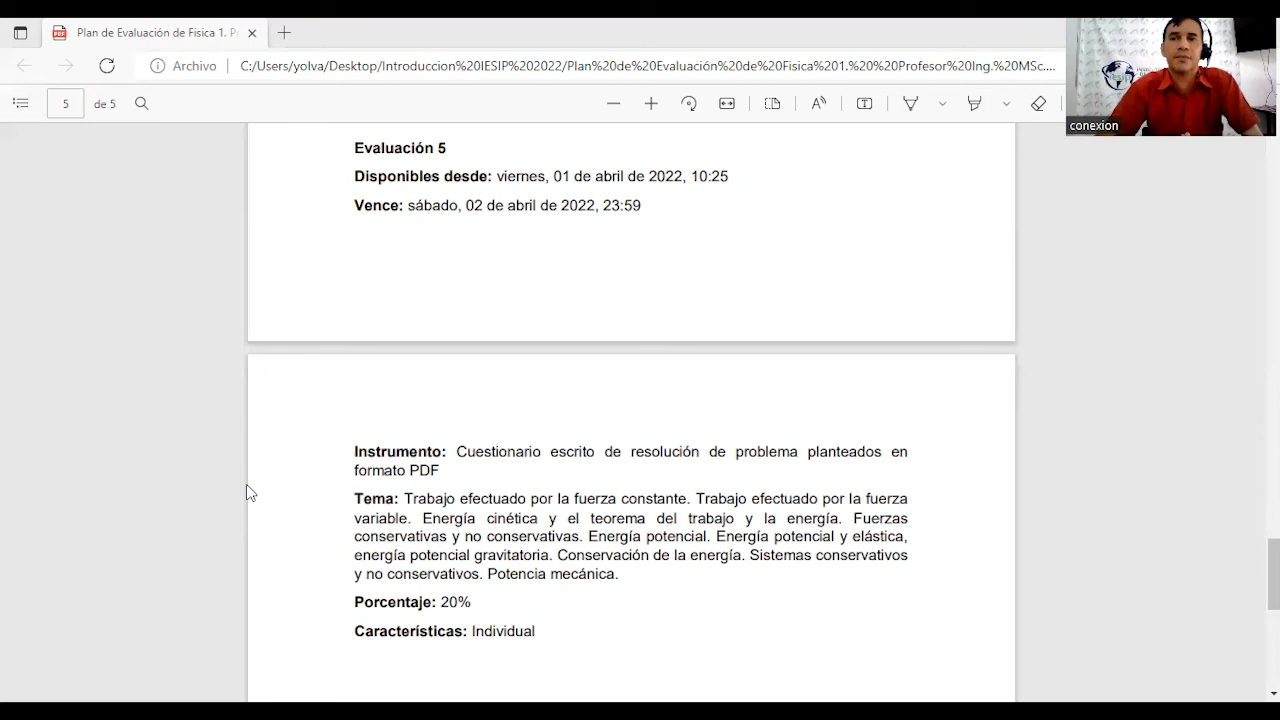 Plan de Evaluación de Fisica 1. P
Archivo
C:/Users/yolva/Desktop/Introduccion%20IESIP%202022/Plan%20de%20Evaluación%20de%20Fisica%201.%20%20Profesor%20Ing.%20MSc....
5 de 5
conexion
Evaluación 5
Disponibles desde: viernes, 01 de abril de 2022, 10:25
Vence: sábado, 02 de abril de 2022, 23:59
Instrumento: Cuestionario escrito de resolución de problema planteados en
formato PDF
Tema: Trabajo efectuado por la fuerza constante. Trabajo efectuado por la fuerza
variable. Energía cinética y el teorema del trabajo y la energía. Fuerzas
conservativas y no conservativas. Energía potencial. Energía potencial y elástica,
energía potencial gravitatoria. Conservación de la energía. Sistemas conservativos
y no conservativos. Potencia mecánica.
Porcentaje: 20%
Características: Individual